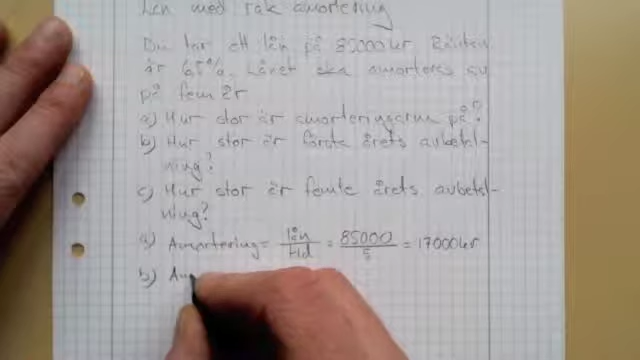 Lån med rak amortering
Du tar ett lån på 85000 kr. Räntan
är 6,5%. Lånet ska amorteras av
på fem år
a) Hur stor är amorteringarna på?
b) Hur stor är första årets avbetal-
ning?
c) Hur stor är femte årets avbetal-
ning?
a) Amortering = lån / tid = 85000 / 5 = 17000 kr
b) Am